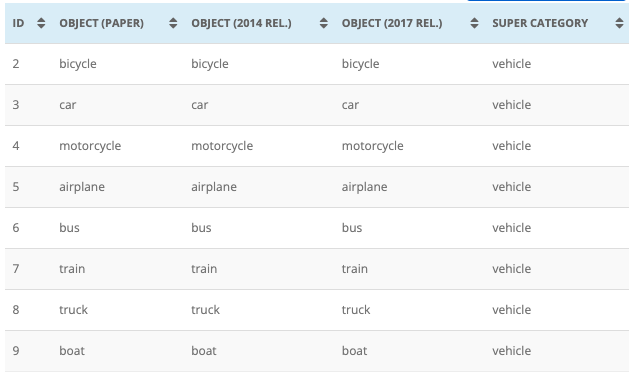 ID OBJECT (PAPER) OBJECT (2014 REL.) OBJECT (2017 REL.) SUPER CATEGORY
2 bicycle bicycle bicycle vehicle
3 car car car vehicle
4 motorcycle motorcycle motorcycle vehicle
5 airplane airplane airplane vehicle
6 bus bus bus vehicle
7 train train train vehicle
8 truck truck truck vehicle
9 boat boat boat vehicle